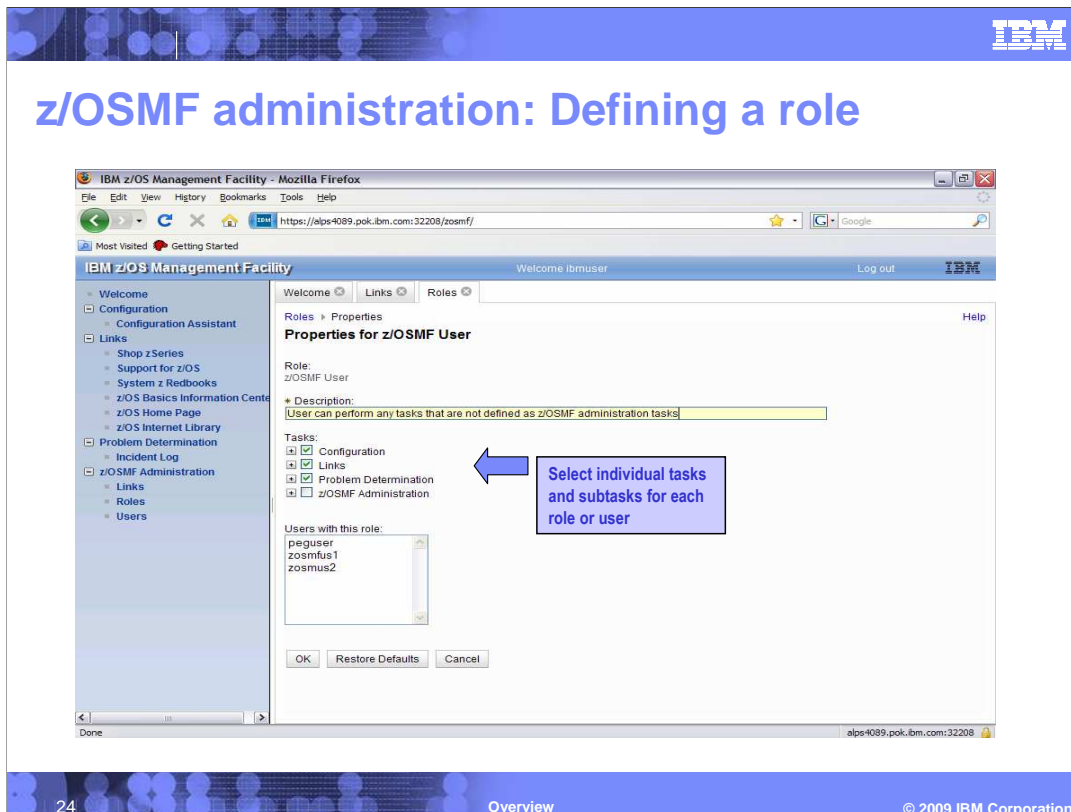 IBM
z/OSMF administration: Defining a role
IBM z/OS Management Facility - Mozilla Firefox
File Edit View History Bookmarks Tools Help
IBM https://alps4089.pok.ibm.com:32208/zosmf/
G Google
Most Visited Getting Started
IBM z/OS Management Facility Welcome ibmuser Log out IBM
Welcome
Configuration
Configuration Assistant
Links
Shop zSeries
Support for z/OS
System z Redbooks
z/OS Basics Information Cente
z/OS Home Page
z/OS Internet Library
Problem Determination
Incident Log
z/OSMF Administration
Links
Roles
Users
Welcome Links Roles
Roles Properties Help
Properties for z/OSMF User
Role:
z/OSMF User
* Description:
User can perform any tasks that are not defined as z/OSMF administration tasks
Tasks:
Configuration
Links
Problem Determination
z/OSMF Administration
Select individual tasks
and subtasks for each
role or user
Users with this role:
peguser
zosmfus1
zosmus2
OK Restore Defaults Cancel
Done alps4089.pok.ibm.com:32208
24 Overview © 2009 IBM Corporation